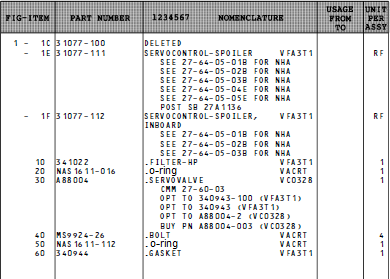 FIG-ITEM PART NUMBER 1234567 NOMENCLATURE USAGE FROM TO UNIT PER ASSY
1 - 1C 31077-100 DELETED
- 1E 31077-111 SERVOCONTROL-SPOILER VFA3T1 RF
SEE 27-64-05-01B FOR NHA
SEE 27-64-05-02B FOR NHA
SEE 27-64-05-03B FOR NHA
SEE 27-64-05-04E FOR NHA
SEE 27-64-05-05E FOR NHA
POST SB 27A1136
- 1F 31077-112 SERVOCONTROL-SPOILER, VFA3T1 RF
INBOARD
SEE 27-64-05-01B FOR NHA
SEE 27-64-05-02B FOR NHA
SEE 27-64-05-03B FOR NHA
10 341022 .FILTER-HP VFA3T1 1
20 NAS1611-016 .o-ring VACRT 1
30 A88004 .SERVOVALVE VC0328 1
CMM 27-60-03
OPT TO 340943-100 (VFA3T1)
OPT TO 340943 (VFA3T1)
OPT TO A88004-2 (VC0328)
BUY PN A88004-003 (VC0328)
40 MS9924-26 .BOLT VACRT 4
50 NAS1611-112 .o-ring VACRT 1
60 340944 .GASKET VFA3T1 1